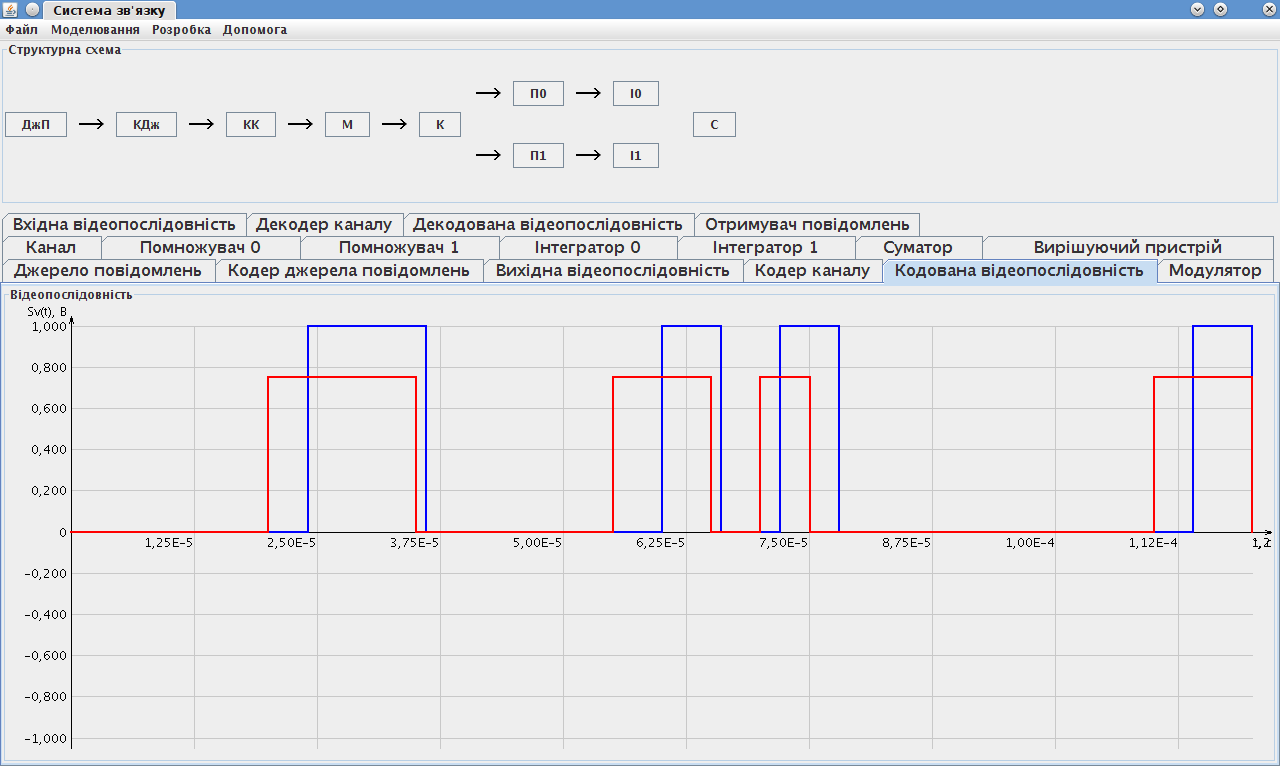 Система зв'язку
Файл Моделювання Розробка Допомога
Структурна схема
П0 І0
ДжП КДж КК М К С
П1 І1
Вхідна відеопослідовність Декодер каналу Декодована відеопослідовність Отримувач повідомлень
Канал Помножувач 0 Помножувач 1 Інтегратор 0 Інтегратор 1 Суматор Вирішуючий пристрій
Джерело повідомлень Кодер джерела повідомлень Вихідна відеопослідовність Кодер каналу Кодована відеопослідовність Модулятор
Відеопослідовність
Sv(t), В
1,000
0,800
0,600
0,400
0,200
0
1,25E-5 2,50E-5 3,75E-5 5,00E-5 6,25E-5 7,50E-5 8,75E-5 1,00E-4 1,12E-4
-0,200
-0,400
-0,600
-0,800
-1,000